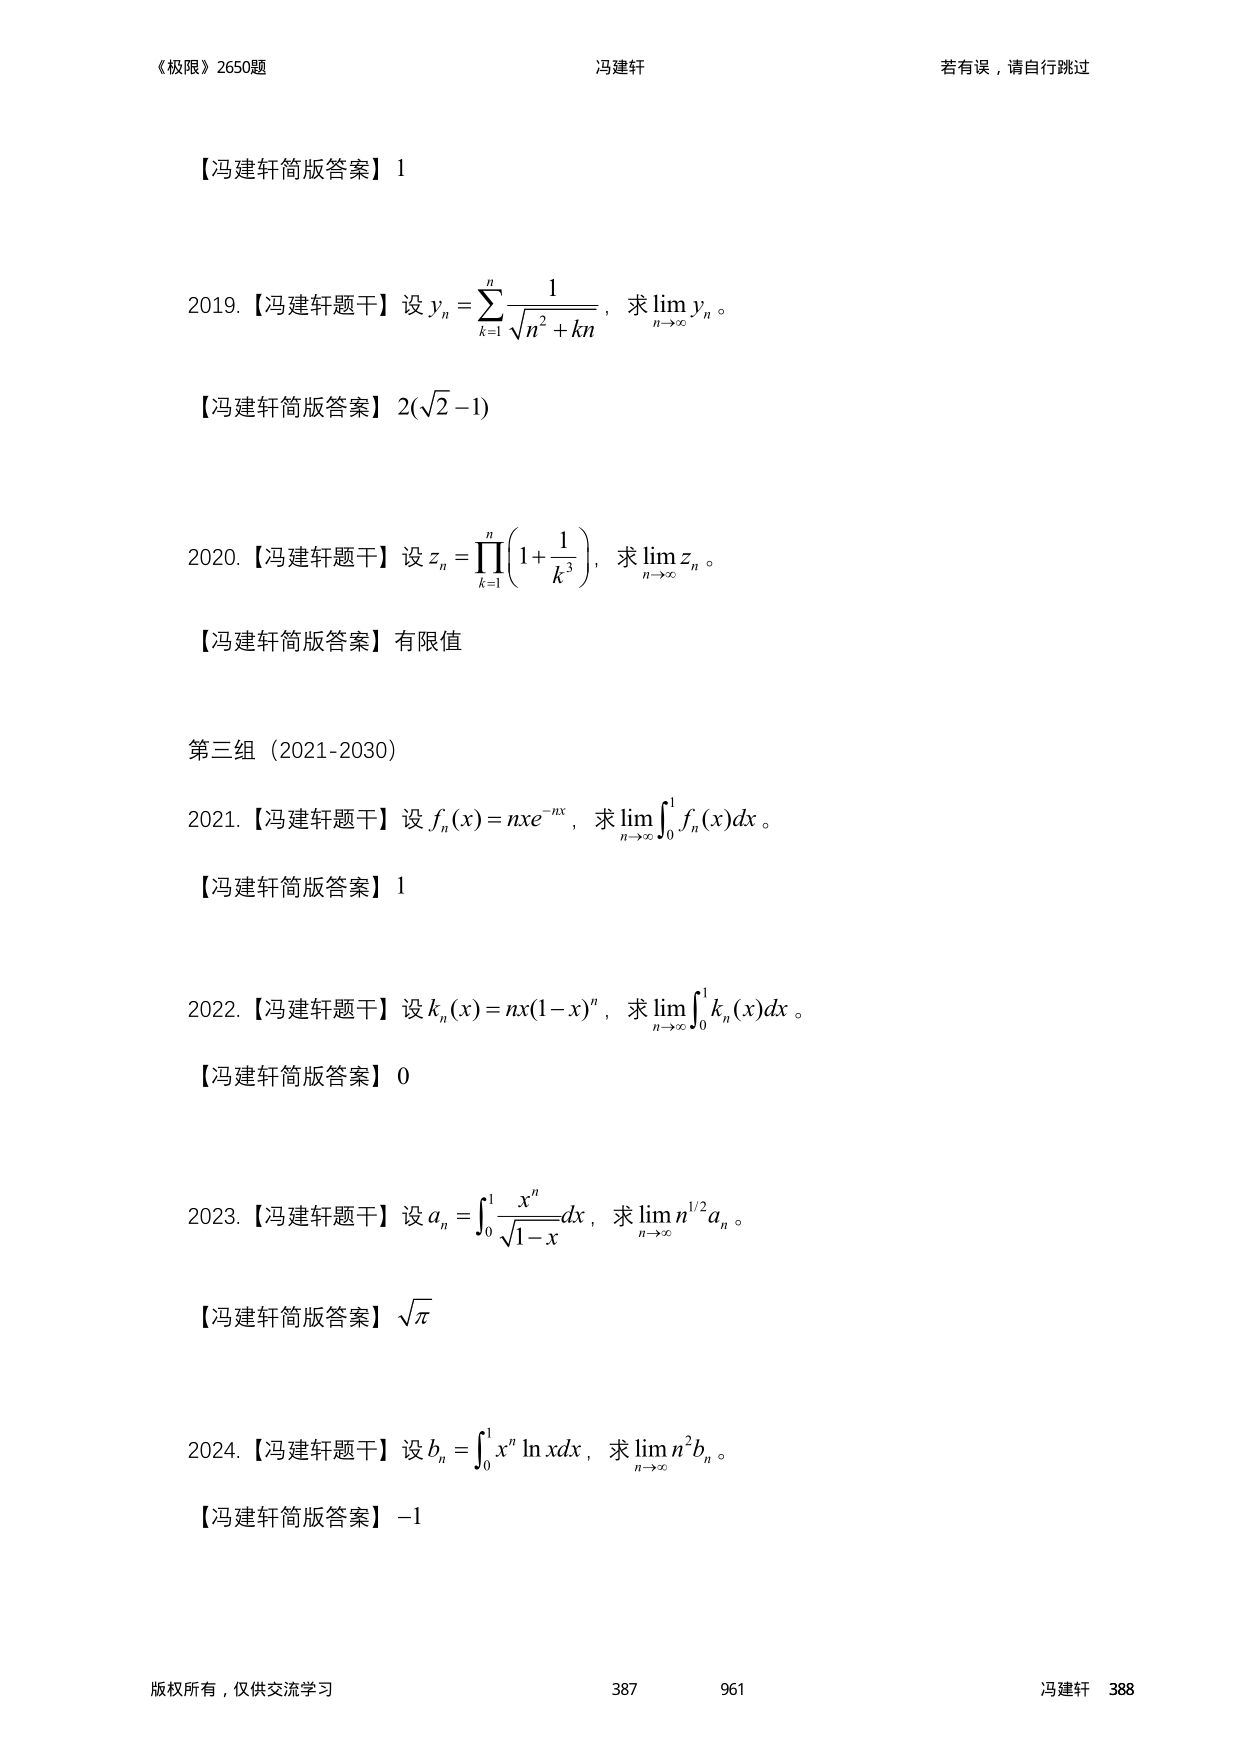 《极限》2650题 冯建轩 若有误，请自行跳过
【冯建轩简版答案】1
2019.【冯建轩题干】设 $y_n = \sum_{k=1}^{n} \frac{1}{\sqrt{n^2+kn}}$，求 $\lim_{n\to\infty} y_n$。
【冯建轩简版答案】$2(\sqrt{2}-1)$
2020.【冯建轩题干】设 $z_n = \prod_{k=1}^{n} \left(1+\frac{1}{k^3}\right)$，求 $\lim_{n\to\infty} z_n$。
【冯建轩简版答案】有限值
第三组（2021-2030）
2021.【冯建轩题干】设 $f_n(x) = nxe^{-nx}$，求 $\lim_{n\to\infty} \int_0^1 f_n(x)dx$。
【冯建轩简版答案】1
2022.【冯建轩题干】设 $k_n(x) = nx(1-x)^n$，求 $\lim_{n\to\infty} \int_0^1 k_n(x)dx$。
【冯建轩简版答案】0
2023.【冯建轩题干】设 $a_n = \int_0^1 \frac{x^n}{\sqrt{1-x}}dx$，求 $\lim_{n\to\infty} n^{1/2}a_n$。
【冯建轩简版答案】$\sqrt{\pi}$
2024.【冯建轩题干】设 $b_n = \int_0^1 x^n \ln xdx$，求 $\lim_{n\to\infty} n^2 b_n$。
【冯建轩简版答案】−1
版权所有，仅供交流学习 387 961 冯建轩 388